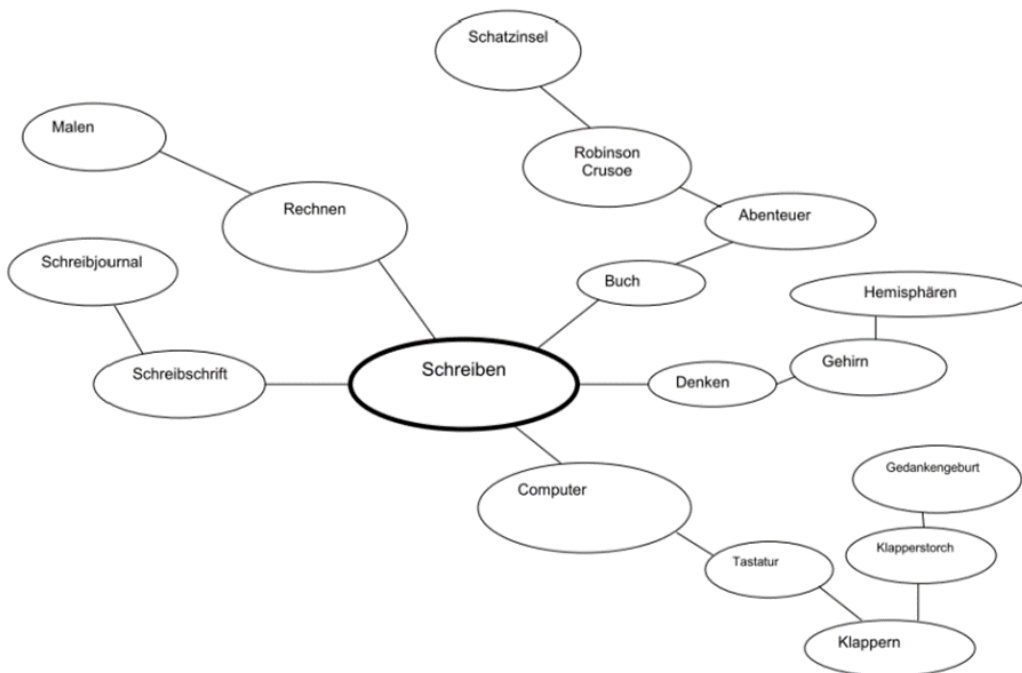 Schatzinsel
Malen
Robinson
Crusoe
Rechnen
Abenteuer
Schreibjournal
Buch
Hemisphären
Schreibschrift
Schreiben
Denken
Gehirn
Computer
Gedankengeburt
Tastatur
Klapperstorch
Klappern